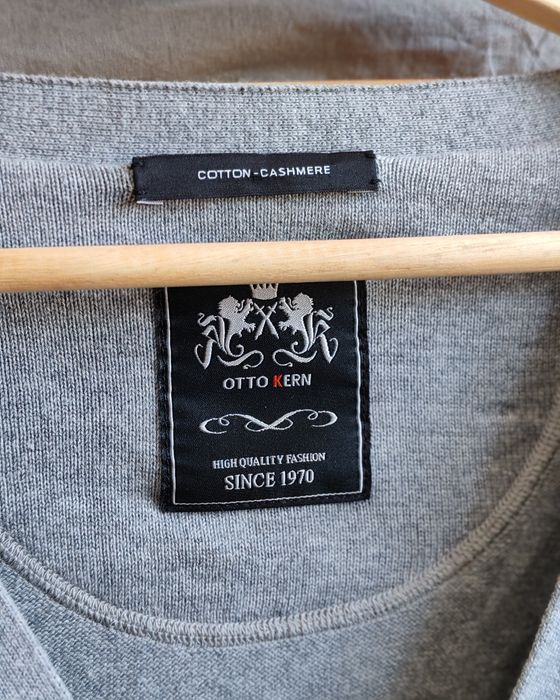 COTTON-CASHMERE
OTTO KERN
HIGH QUALITY FASHION
SINCE 1970